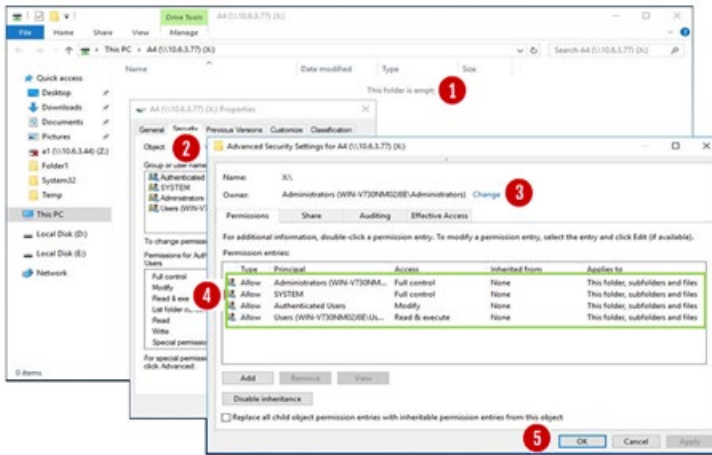 Drive Tools A4 (\\10.6.3.77) (X:)
File Home Share View Manage
This PC > A4 (\\10.6.3.77) (X:)
Search A4 (\\10.6.3.77) (X:)
Name Date modified Type Size
This folder is empty.
1
Quick access
Desktop
Downloads
Documents
Pictures
e1 (\\10.6.3.44) (Z:)
Folder1
System32
Temp
This PC
Local Disk (D:)
Local Disk (E:)
Network
0 items
A4 (\\10.6.3.77) (X:) Properties
General Security Previous Versions Customize Classification
2
Object
Group or user name
Authenticated
SYSTEM
Administrators
Users (WIN-V7
To change permiss
Permissions for Auth
Users
Full control
Modify
Read & exe
List folder
Read
Write
Special permissio
For special permiss
click Advanced.
Advanced Security Settings for A4 (\\10.6.3.77) (X:)
Name: X:\
Owner: Administrators (WIN-V730NM02J8E\Administrators) Change
3
Permissions Share Auditing Effective Access
For additional information, double-click a permission entry. To modify a permission entry, select the entry and click Edit (if available).
Permission entries:
Type Principal Access Inherited from Applies to
4
Allow Administrators (WIN-V730NM... Full control None This folder, subfolders and files
Allow SYSTEM Full control None This folder, subfolders and files
Allow Authenticated Users Modify None This folder, subfolders and files
Allow Users (WIN-V730NM02J8E\Us... Read & execute None This folder, subfolders and files
Add Remove View
Disable inheritance
Replace all child object permission entries with inheritable permission entries from this object
5
OK Cancel Apply